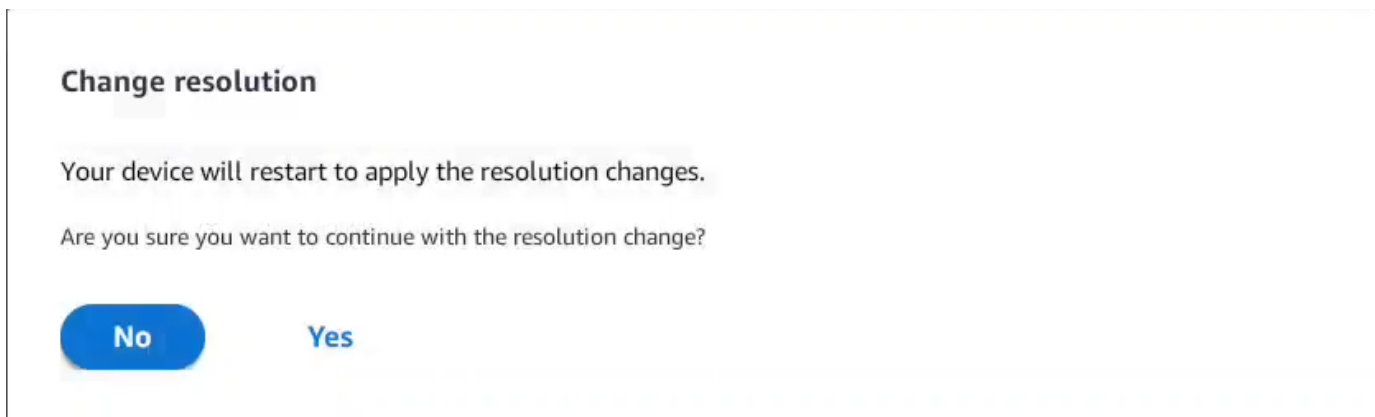 Change resolution
Your device will restart to apply the resolution changes.
Are you sure you want to continue with the resolution change?
No Yes